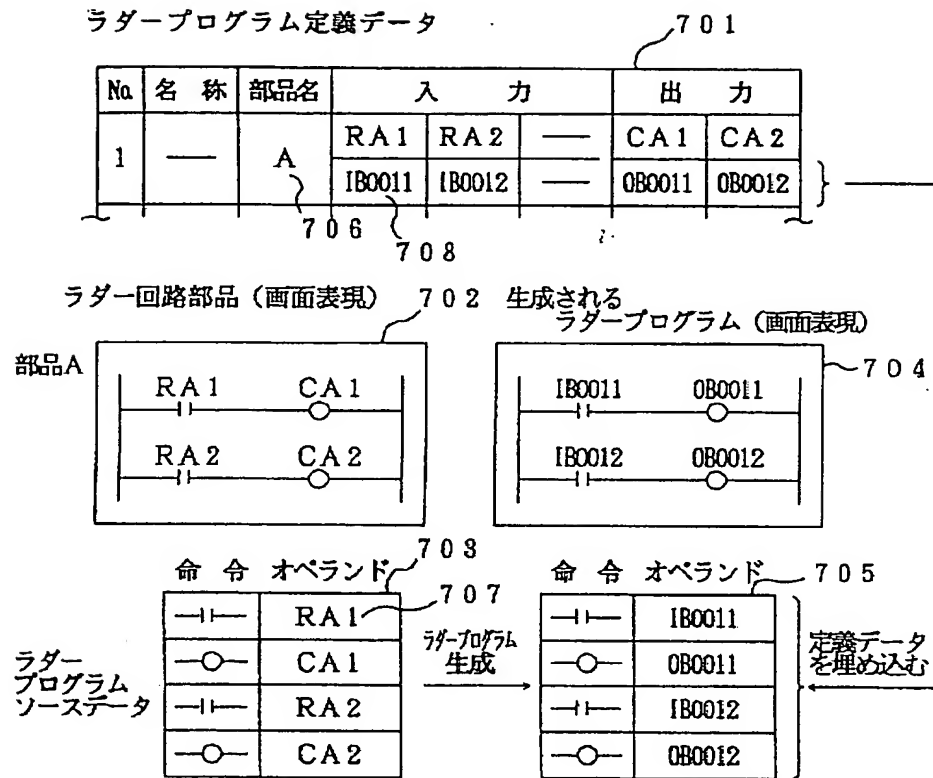 ラダープログラム定義データ
701
No. 名称 部品名 入力 出力
1 — A RA1 RA2 — CA1 CA2
IB0011 IB0012 — 0B0011 0B0012
706
708
ラダー回路部品（画面表現）
702
生成される
ラダープログラム（画面表現）
部品A
704
RA1 CA1
RA2 CA2
IB0011 0B0011
IB0012 0B0012
703
命令 オペランド
707
RA1
CA1
RA2
CA2
ラダー
プログラム
ソースデータ
ラダープログラム
生成
命令 オペランド
705
IB0011
0B0011
IB0012
0B0012
定義データ
を埋め込む